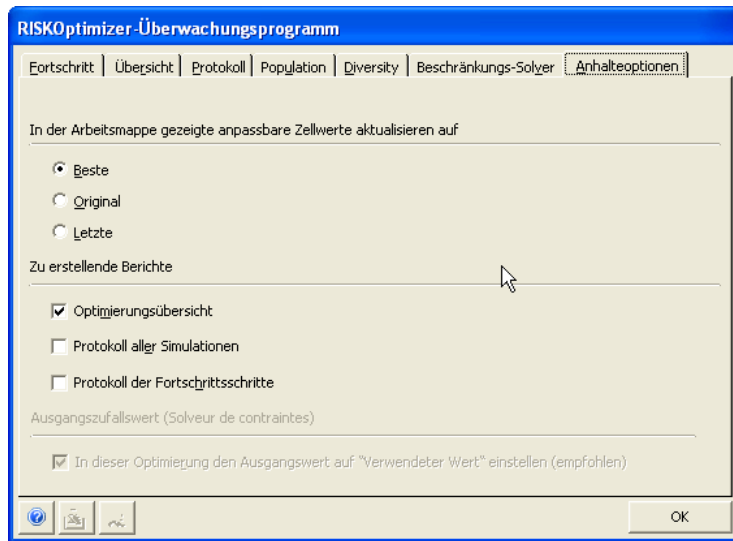 RISKOptimizer-Überwachungsprogramm
Fortschritt Übersicht Protokoll Population Diversity Beschränkungs-Solver Anhalteoptionen
In der Arbeitsmappe gezeigte anpassbare Zellwerte aktualisieren auf
Beste
Original
Letzte
Zu erstellende Berichte
Optimierungsübersicht
Protokoll aller Simulationen
Protokoll der Fortschrittsschritte
Ausgangszufallswert (Solveur de contraintes)
In dieser Optimierung den Ausgangswert auf "Verwendeter Wert" einstellen (empfohlen)
OK